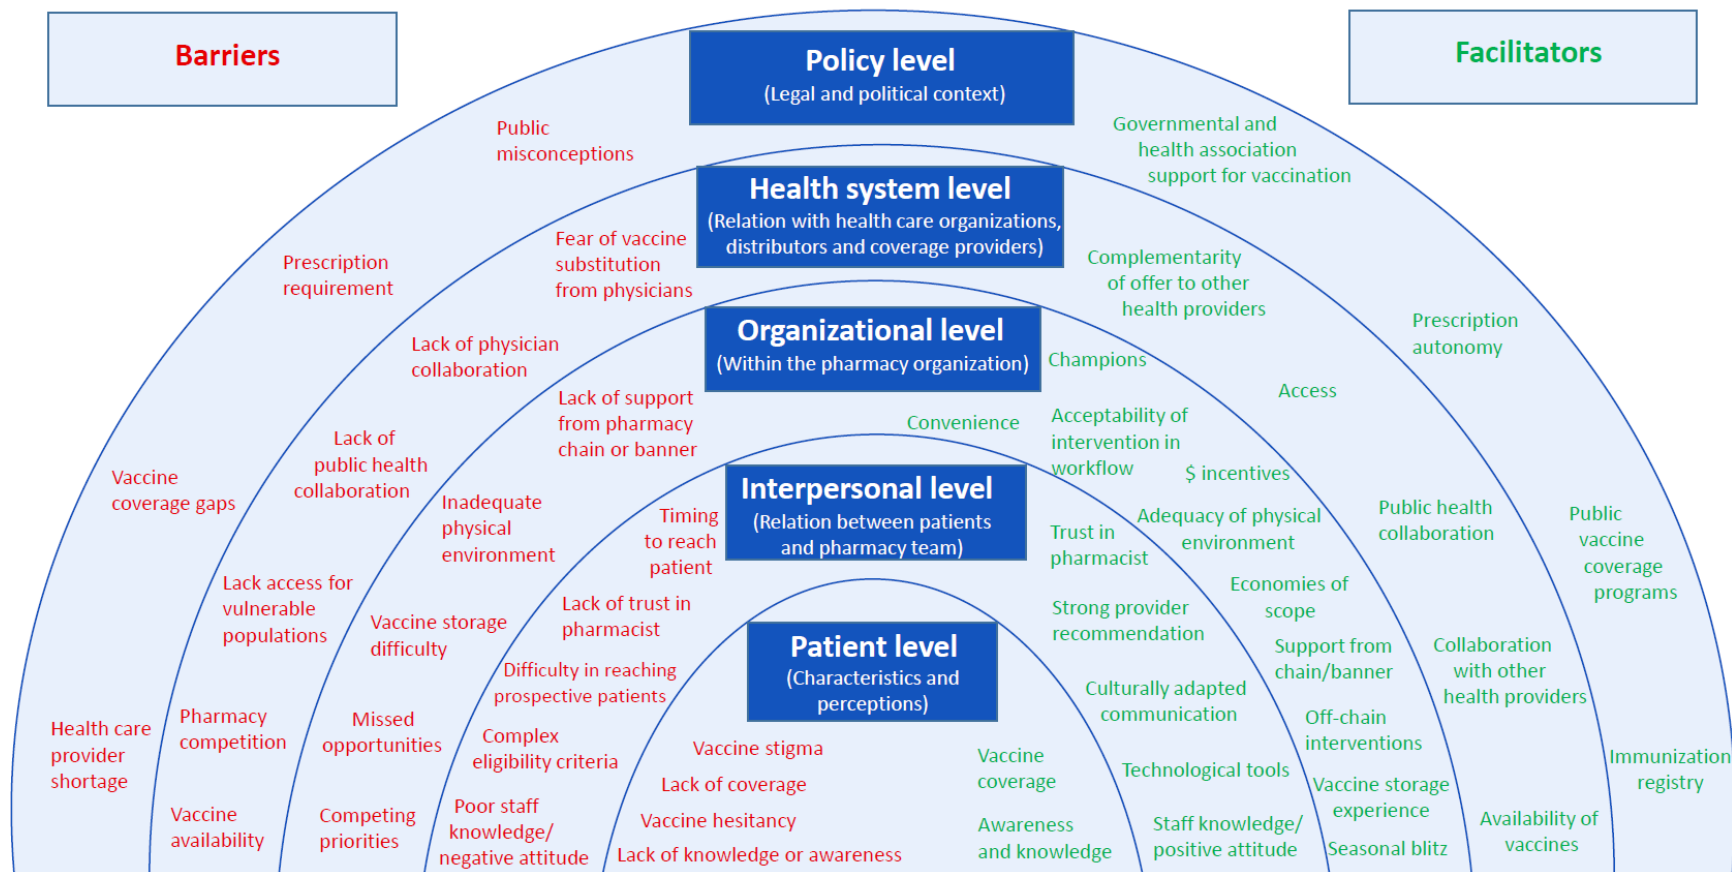 Barriers
Facilitators
Policy level
(Legal and political context)
Public
misconceptions
Prescription
requirement
Vaccine
coverage gaps
Health care
provider
shortage
Governmental and
health association
support for vaccination
Prescription
autonomy
Public
vaccine
coverage
programs
Immunization
registry
Health system level
(Relation with health care organizations,
distributors and coverage providers)
Fear of vaccine
substitution
from physicians
Lack of physician
collaboration
Lack of
public health
collaboration
Lack access for
vulnerable
populations
Pharmacy
competition
Vaccine
availability
Complementarity
of offer to other
health providers
Access
Public health
collaboration
Collaboration
with other
health providers
Availability of
vaccines
Organizational level
(Within the pharmacy organization)
Lack of support
from pharmacy
chain or banner
Inadequate
physical
environment
Vaccine storage
difficulty
Missed
opportunities
Competing
priorities
Champions
Convenience
Acceptability of
intervention in
workflow
$ incentives
Adequacy of physical
environment
Economies of
scope
Support from
chain/banner
Off-chain
interventions
Vaccine storage
experience
Seasonal blitz
Interpersonal level
(Relation between patients
and pharmacy team)
Timing
to reach
patient
Lack of trust in
pharmacist
Difficulty in reaching
prospective patients
Complex
eligibility criteria
Poor staff
knowledge/
negative attitude
Trust in
pharmacist
Strong provider
recommendation
Culturally adapted
communication
Technological tools
Staff knowledge/
positive attitude
Patient level
(Characteristics and
perceptions)
Vaccine stigma
Lack of coverage
Vaccine hesitancy
Lack of knowledge or awareness
Vaccine
coverage
Awareness
and knowledge